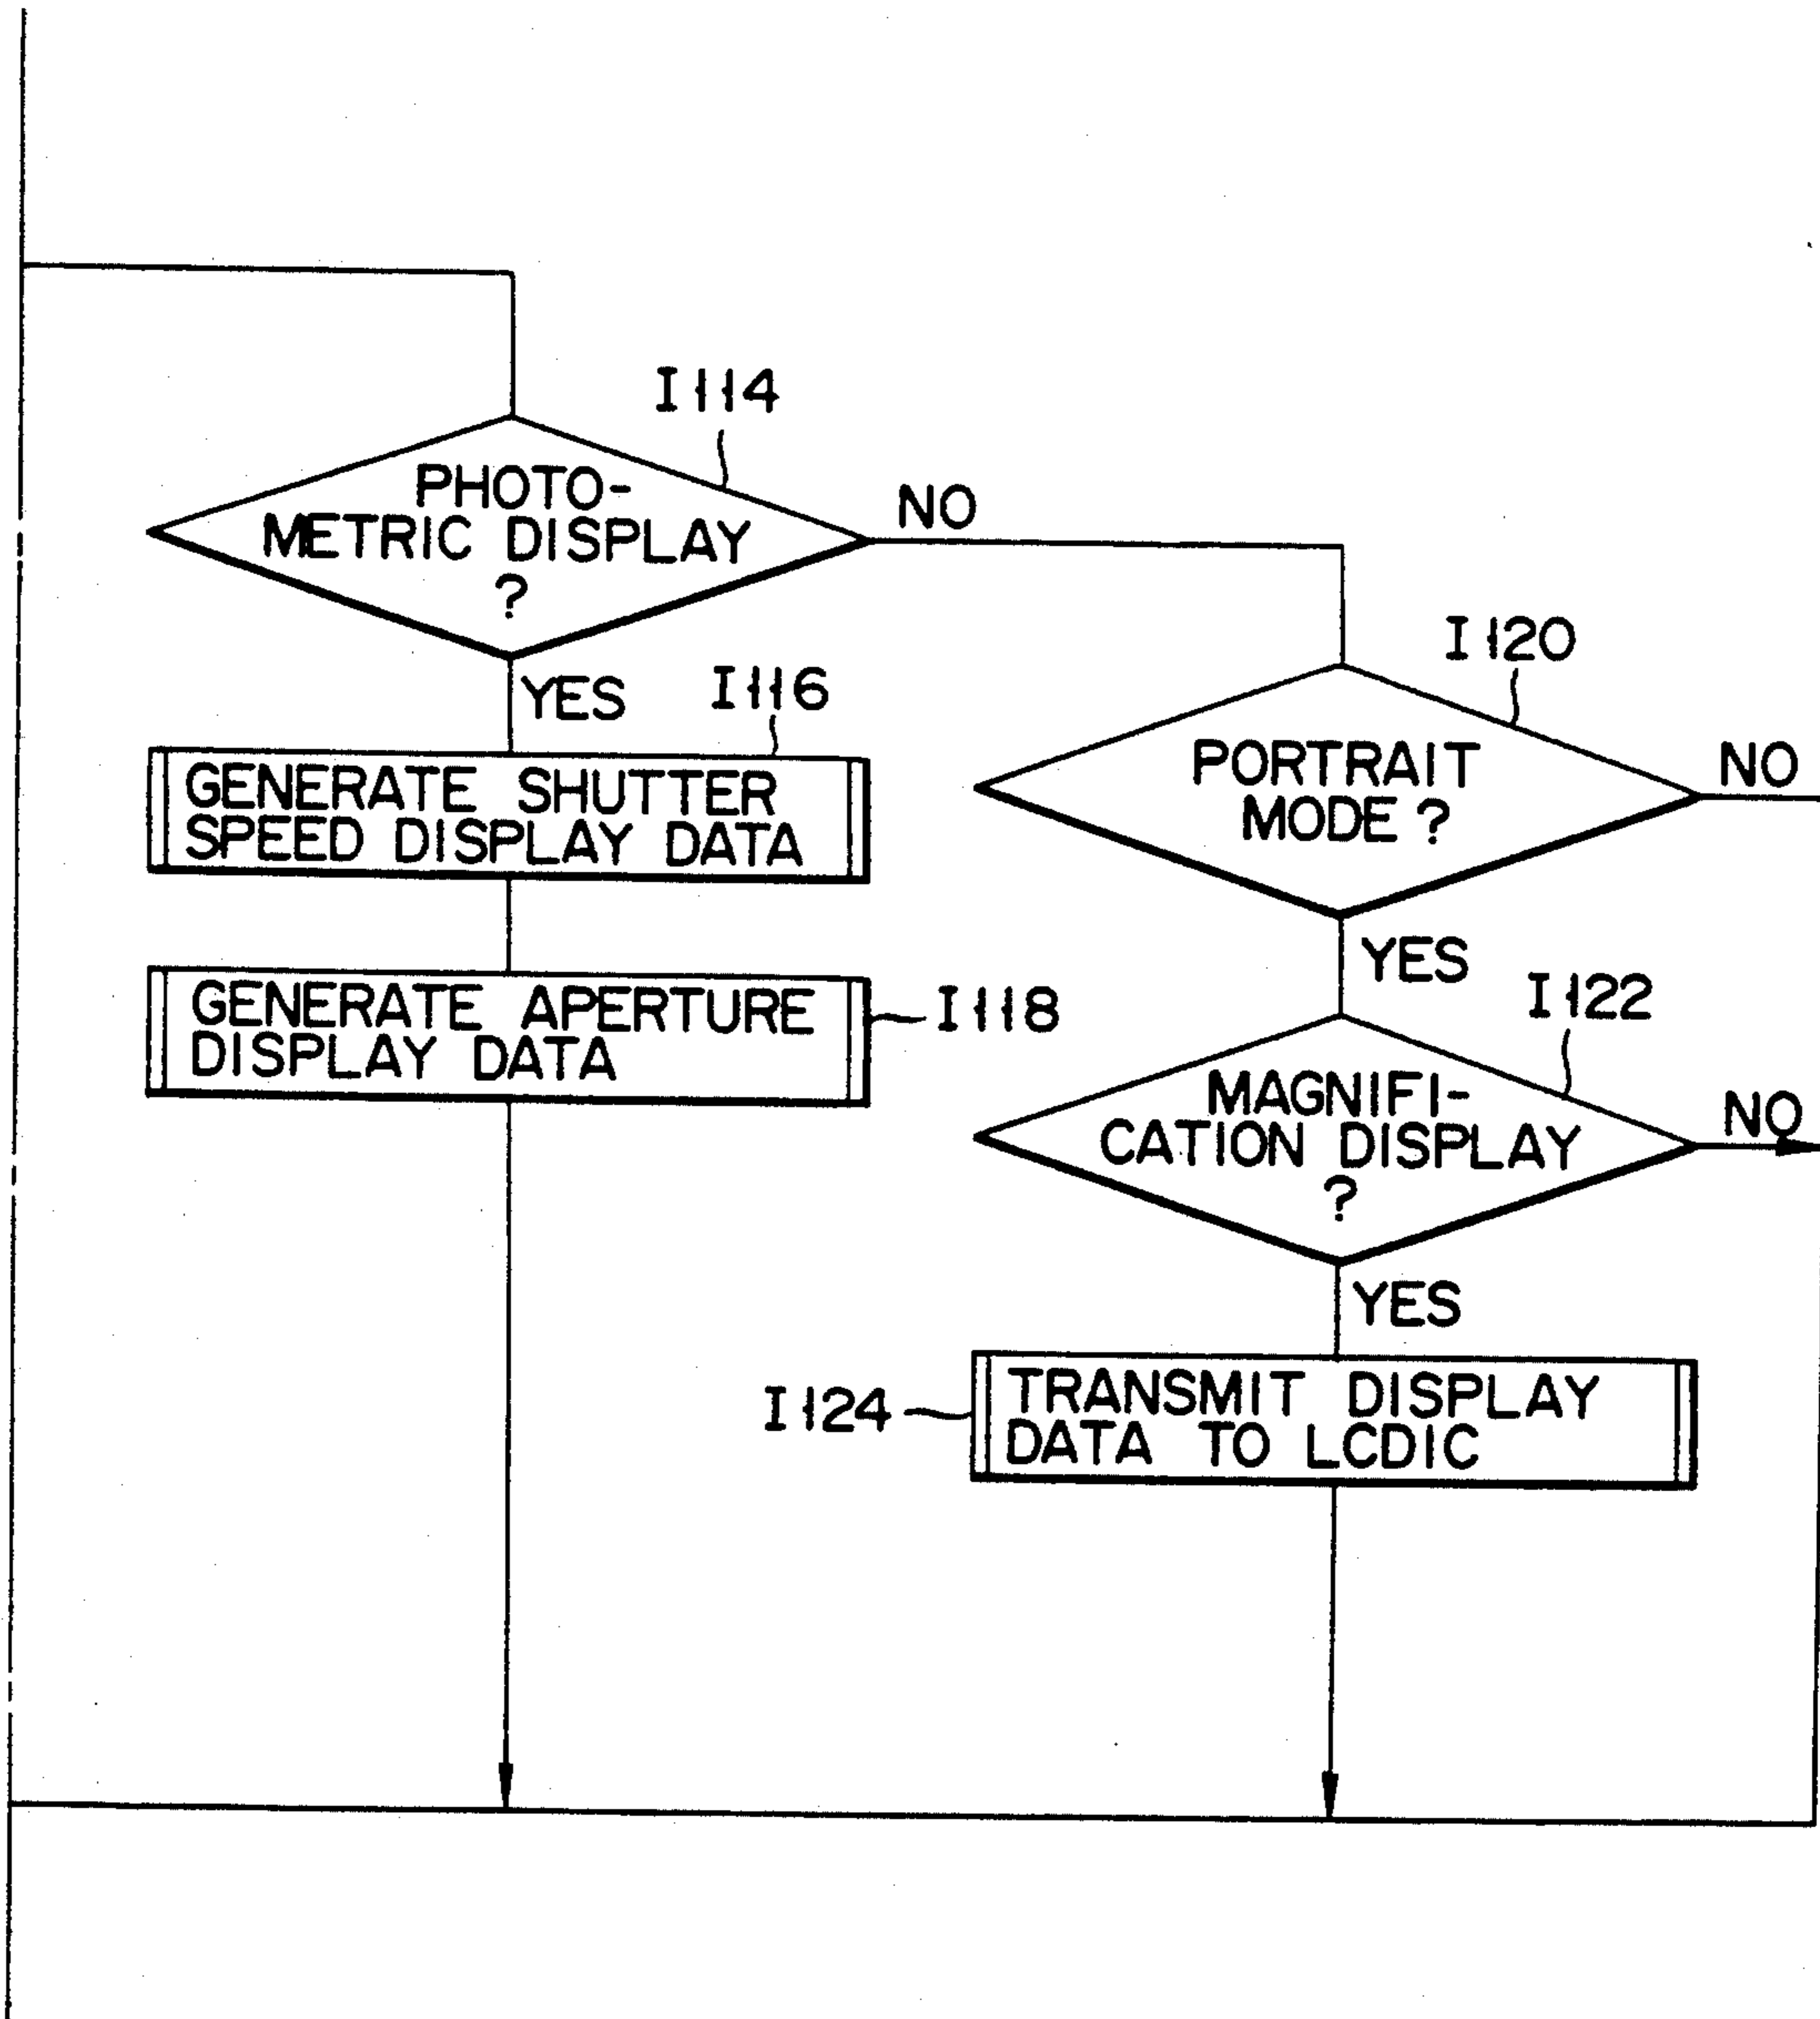 I114
PHOTO-
METRIC DISPLAY
?
NO
YES
I116
GENERATE SHUTTER
SPEED DISPLAY DATA
GENERATE APERTURE
DISPLAY DATA
I118
I120
PORTRAIT
MODE ?
NO
YES
I122
MAGNIFI-
CATION DISPLAY
?
NO
YES
I124
TRANSMIT DISPLAY
DATA TO LCDIC